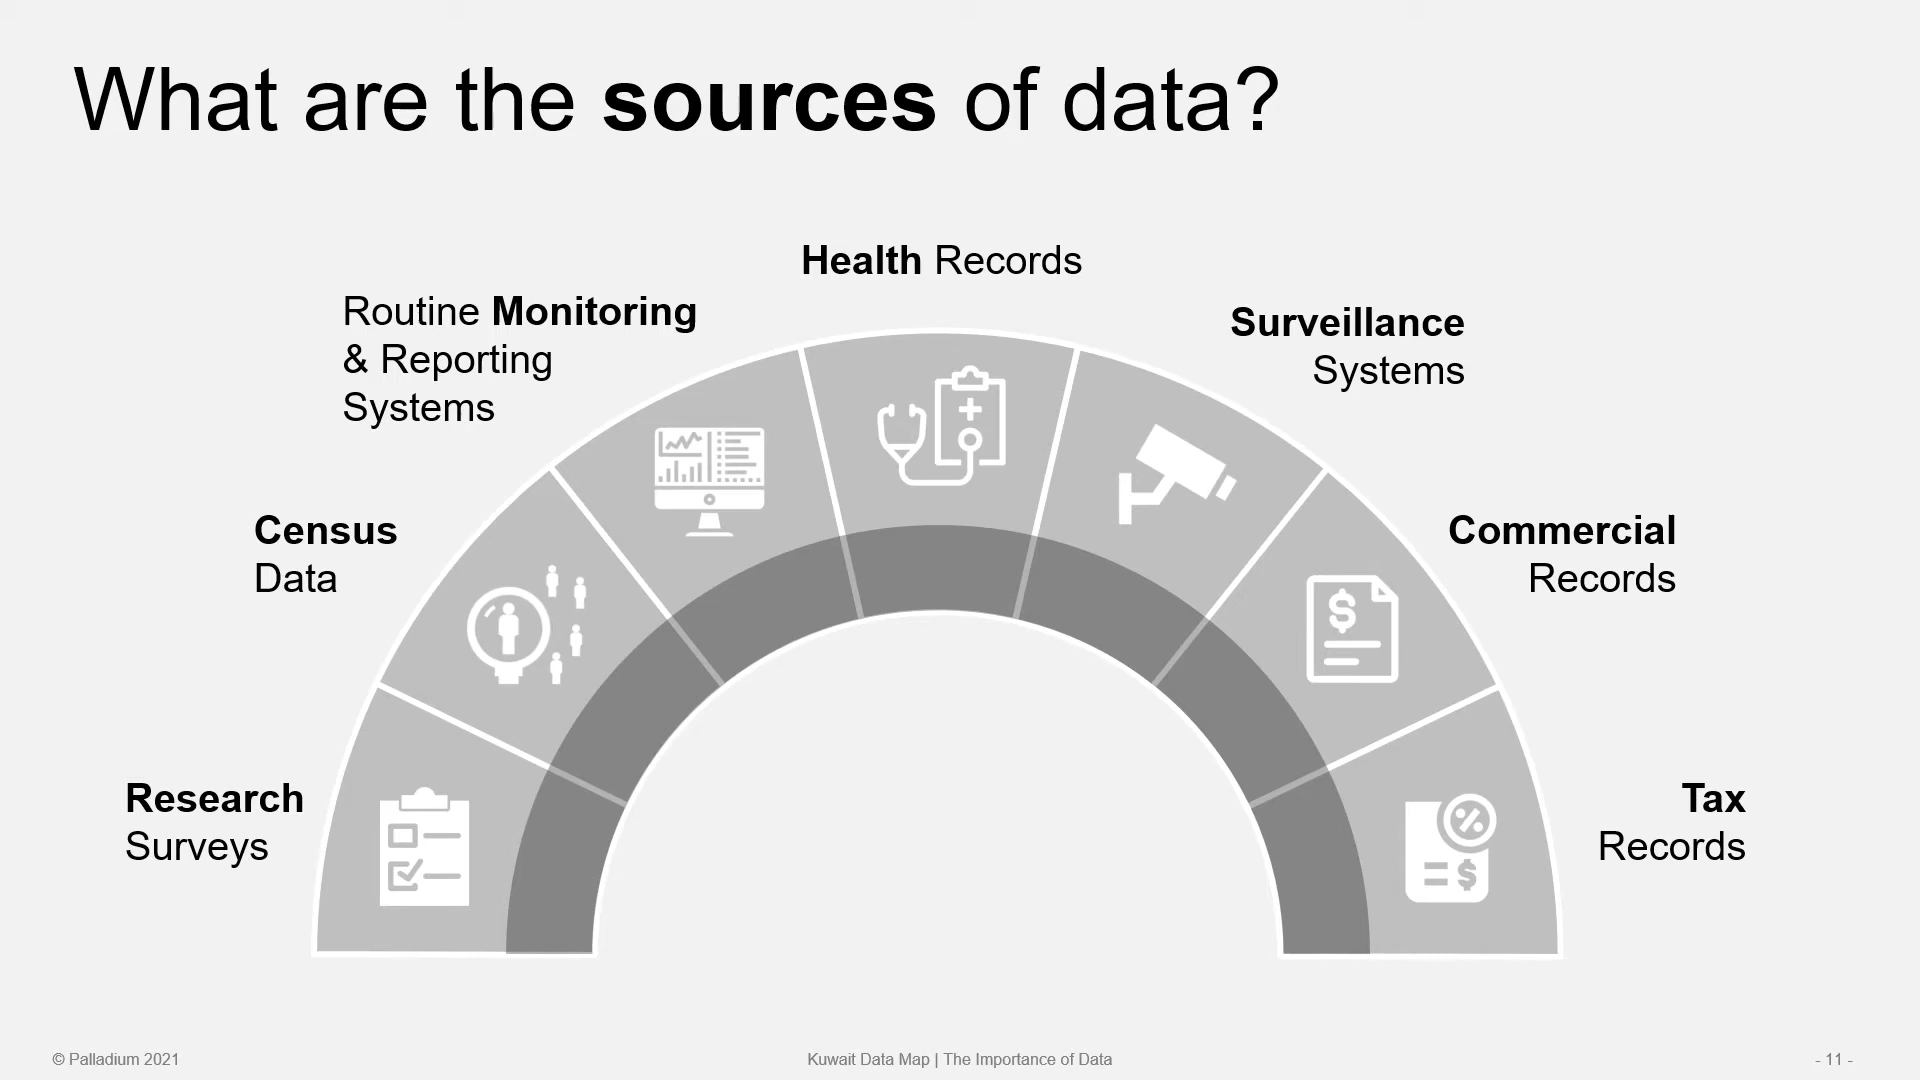 What are the sources of data?
Health Records
Routine Monitoring
& Reporting
Systems
Surveillance
Systems
Census
Data
Commercial
Records
Research
Surveys
Tax
Records
$
%
= $
© Palladium 2021
Kuwait Data Map | The Importance of Data
- 11 -